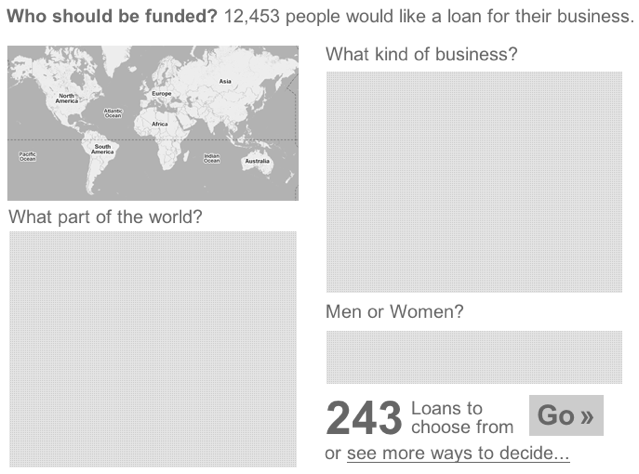 Who should be funded? 12,453 people would like a loan for their business.
North
America
Atlantic
Ocean
Europe
Asia
Africa
South
America
Pacific
Ocean
Indian
Ocean
Australia
What part of the world?
What kind of business?
Men or Women?
243 Loans to
choose from
Go »
or see more ways to decide...